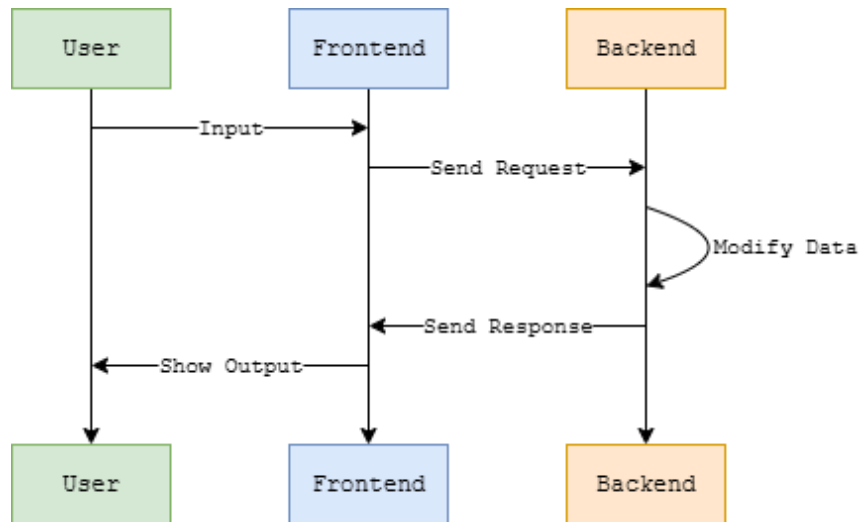 User
Frontend
Backend
Input
Send Request
Modify Data
Send Response
Show Output
User
Frontend
Backend